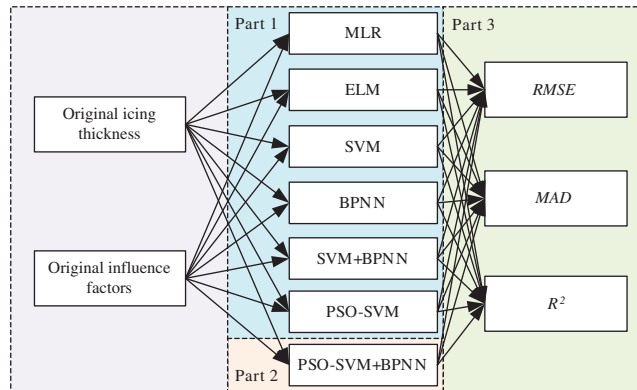 Part 1
Part 3
MLR
ELM
RMSE
Original icing
thickness
SVM
BPNN
MAD
SVM+BPNN
Original influence
factors
PSO-SVM
R²
PSO-SVM+BPNN
Part 2